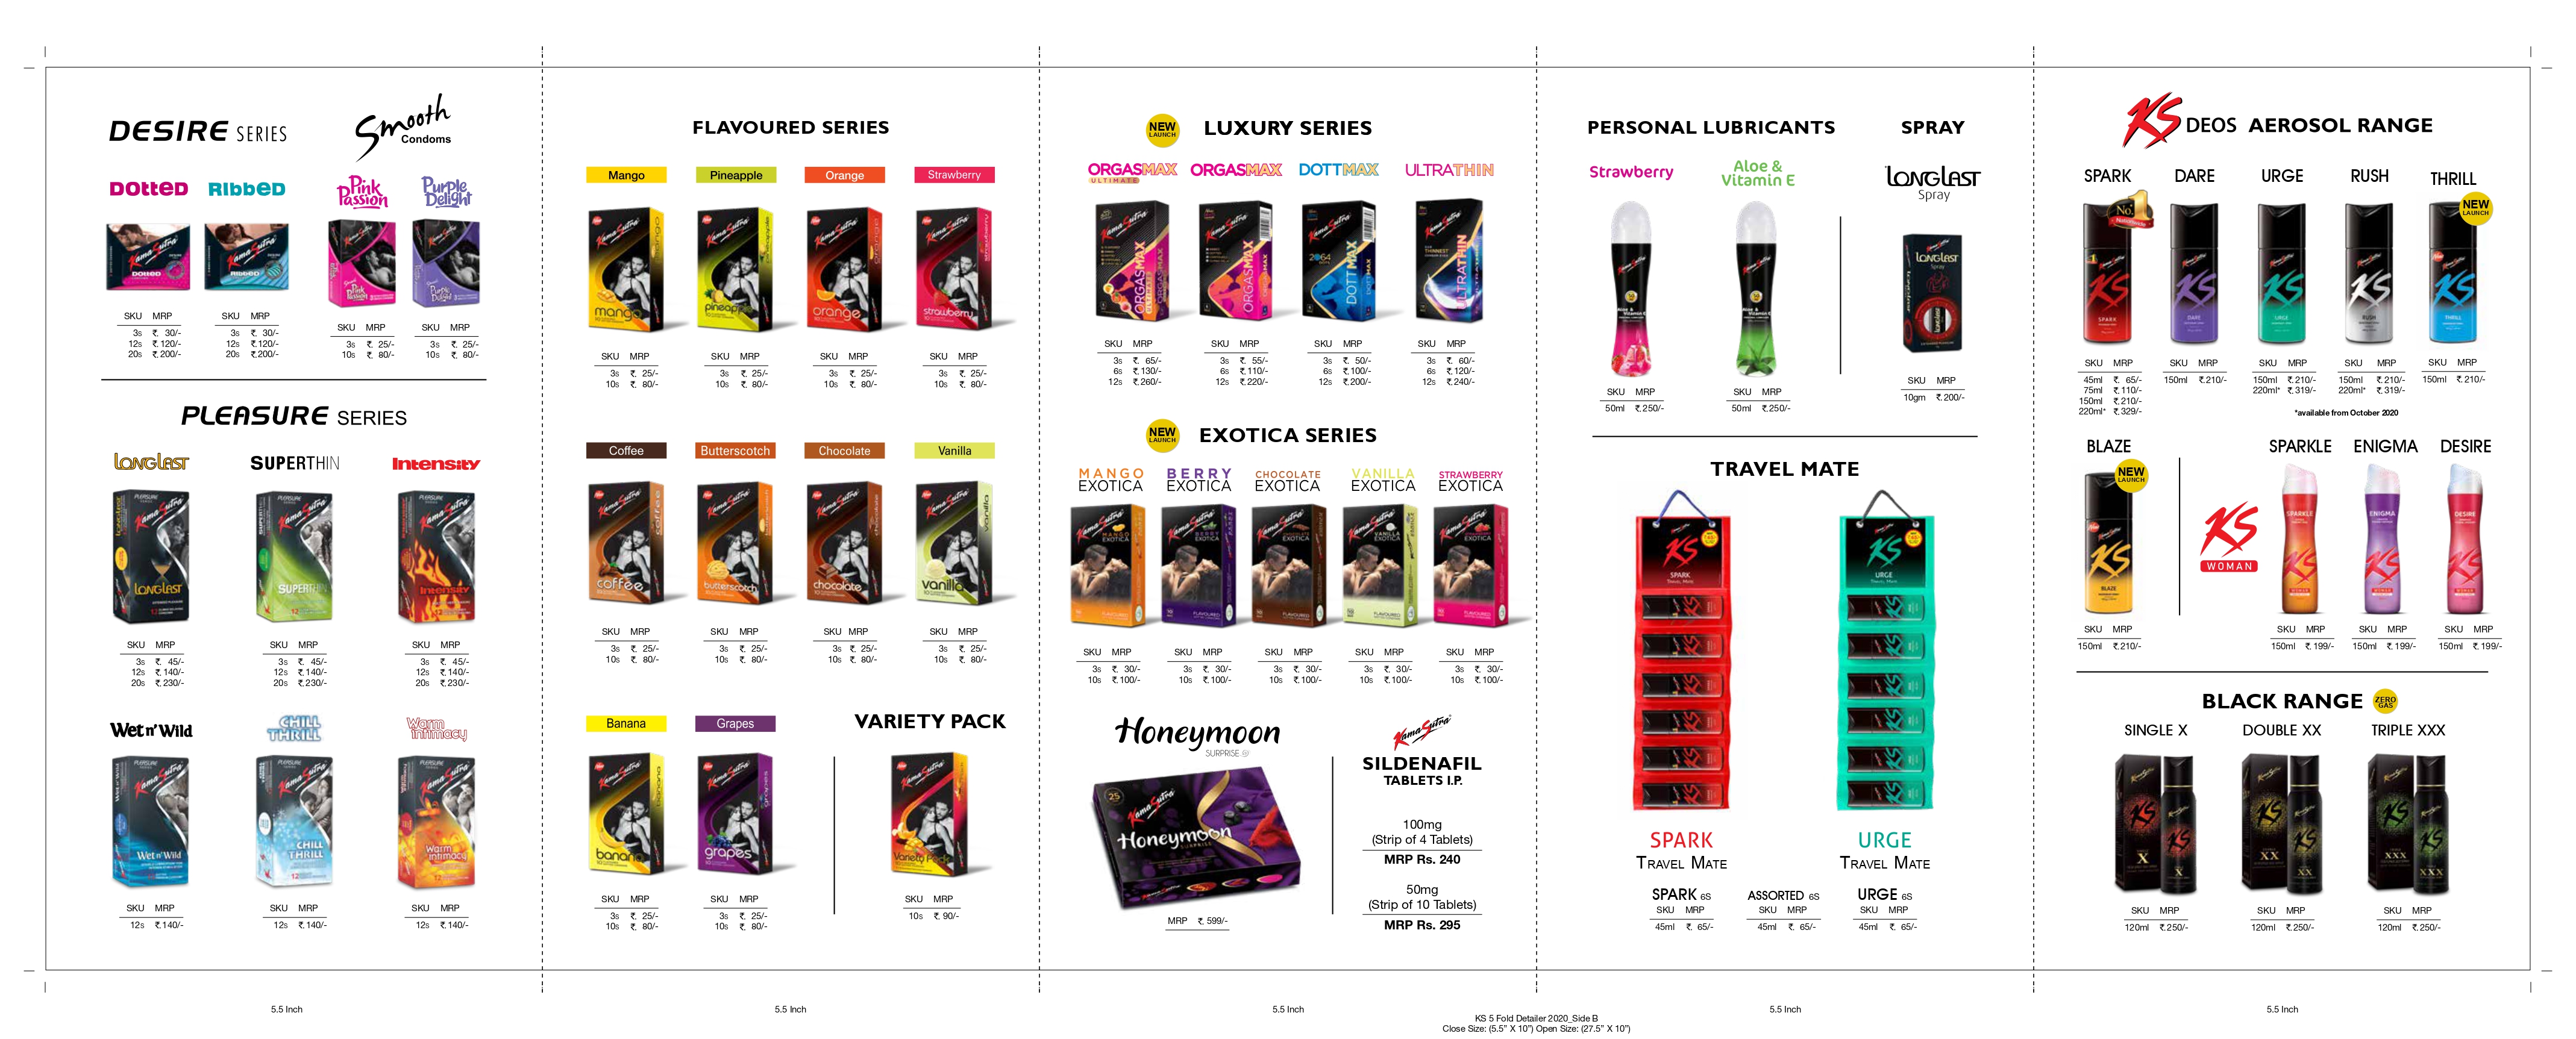 DESIRE SERIES
Smooth
Condoms
DOTTED
RIBBED
Pink
Passion
Purple
Delight
SKU MRP
3s ₹. 30/-
12s ₹.120/-
20s ₹.200/-
SKU MRP
3s ₹. 30/-
12s ₹.120/-
20s ₹.200/-
SKU MRP
3s ₹. 25/-
10s ₹. 80/-
SKU MRP
3s ₹. 25/-
10s ₹. 80/-
PLEASURE SERIES
LONGLAST
SUPERTHIN
Intensity
SKU MRP
3s ₹. 45/-
12s ₹.140/-
20s ₹.230/-
SKU MRP
3s ₹. 45/-
12s ₹.140/-
20s ₹.230/-
SKU MRP
3s ₹. 45/-
12s ₹.140/-
20s ₹.230/-
Wet n' Wild
CHILL
THRILL
Warm
intimacy
SKU MRP
12s ₹.140/-
SKU MRP
12s ₹.140/-
SKU MRP
12s ₹.140/-
FLAVOURED SERIES
Mango
Pineapple
Orange
Strawberry
SKU MRP
3s ₹. 25/-
10s ₹. 80/-
SKU MRP
3s ₹. 25/-
10s ₹. 80/-
SKU MRP
3s ₹. 25/-
10s ₹. 80/-
SKU MRP
3s ₹. 25/-
10s ₹. 80/-
Coffee
Butterscotch
Chocolate
Vanilla
SKU MRP
3s ₹. 25/-
10s ₹. 80/-
SKU MRP
3s ₹. 25/-
10s ₹. 80/-
SKU MRP
3s ₹. 25/-
10s ₹. 80/-
SKU MRP
3s ₹. 25/-
10s ₹. 80/-
Banana
Grapes
VARIETY PACK
SKU MRP
3s ₹. 25/-
10s ₹. 80/-
SKU MRP
3s ₹. 25/-
10s ₹. 80/-
SKU MRP
10s ₹. 90/-
NEW
LAUNCH
LUXURY SERIES
ORGASMAX
ULTIMATE
ORGASMAX
DOTTMAX
ULTRATHIN
SKU MRP
3s ₹. 65/-
6s ₹.130/-
12s ₹.260/-
SKU MRP
3s ₹. 55/-
6s ₹.110/-
12s ₹.220/-
SKU MRP
3s ₹. 50/-
6s ₹.100/-
12s ₹.200/-
SKU MRP
3s ₹. 60/-
6s ₹.120/-
12s ₹.240/-
NEW
LAUNCH
EXOTICA SERIES
MANGO
EXOTICA
BERRY
EXOTICA
CHOCOLATE
EXOTICA
VANILLA
EXOTICA
STRAWBERRY
EXOTICA
SKU MRP
3s ₹. 30/-
10s ₹.100/-
SKU MRP
3s ₹. 30/-
10s ₹.100/-
SKU MRP
3s ₹. 30/-
10s ₹.100/-
SKU MRP
3s ₹. 30/-
10s ₹.100/-
SKU MRP
3s ₹. 30/-
10s ₹.100/-
Honeymoon
SURPRISE
MRP ₹. 599/-
KamaSutra
SILDENAFIL
TABLETS I.P.
100mg
(Strip of 4 Tablets)
MRP Rs. 240
50mg
(Strip of 10 Tablets)
MRP Rs. 295
PERSONAL LUBRICANTS
Strawberry
Aloe &
Vitamin E
SKU MRP
50ml ₹.250/-
SKU MRP
50ml ₹.250/-
SPRAY
LONGLAST
Spray
SKU MRP
10gm ₹.200/-
TRAVEL MATE
SPARK
TRAVEL MATE
URGE
TRAVEL MATE
SPARK 6S
SKU MRP
45ml ₹. 65/-
ASSORTED 6S
SKU MRP
45ml ₹. 65/-
URGE 6S
SKU MRP
45ml ₹. 65/-
KS DEOS AEROSOL RANGE
SPARK
DARE
URGE
RUSH
THRILL
No.1
NEW
LAUNCH
SKU MRP
45ml ₹. 65/-
75ml ₹.110/-
150ml ₹.210/-
220ml* ₹.329/-
SKU MRP
150ml ₹.210/-
SKU MRP
150ml ₹.210/-
220ml* ₹.319/-
SKU MRP
150ml ₹.210/-
220ml* ₹.319/-
SKU MRP
150ml ₹.210/-
*available from October 2020
BLAZE
NEW
LAUNCH
SKU MRP
150ml ₹.210/-
KS
WOMAN
SPARKLE
ENIGMA
DESIRE
SKU MRP
150ml ₹.199/-
SKU MRP
150ml ₹.199/-
SKU MRP
150ml ₹.199/-
BLACK RANGE
ZERO
GAS
SINGLE X
DOUBLE XX
TRIPLE XXX
SKU MRP
120ml ₹.250/-
SKU MRP
120ml ₹.250/-
SKU MRP
120ml ₹.250/-
5.5 Inch
5.5 Inch
5.5 Inch
5.5 Inch
5.5 Inch
KS 5 Fold Detailer 2020_Side B
Close Size: (5.5" X 10") Open Size: (27.5" X 10")